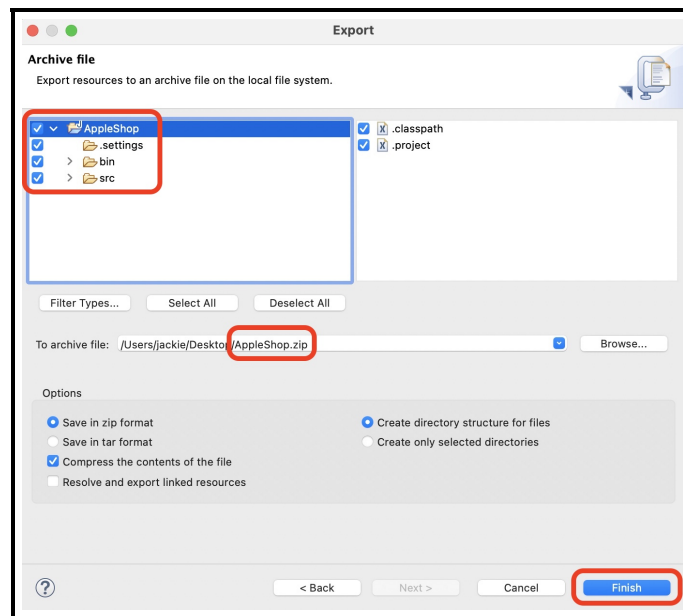 Export
Archive file
Export resources to an archive file on the local file system.
AppleShop
.settings
bin
src
.classpath
.project
Filter Types...
Select All
Deselect All
To archive file: /Users/jackie/Desktop/AppleShop.zip
Browse...
Options
Save in zip format
Save in tar format
Compress the contents of the file
Resolve and export linked resources
Create directory structure for files
Create only selected directories
?
< Back
Next >
Cancel
Finish